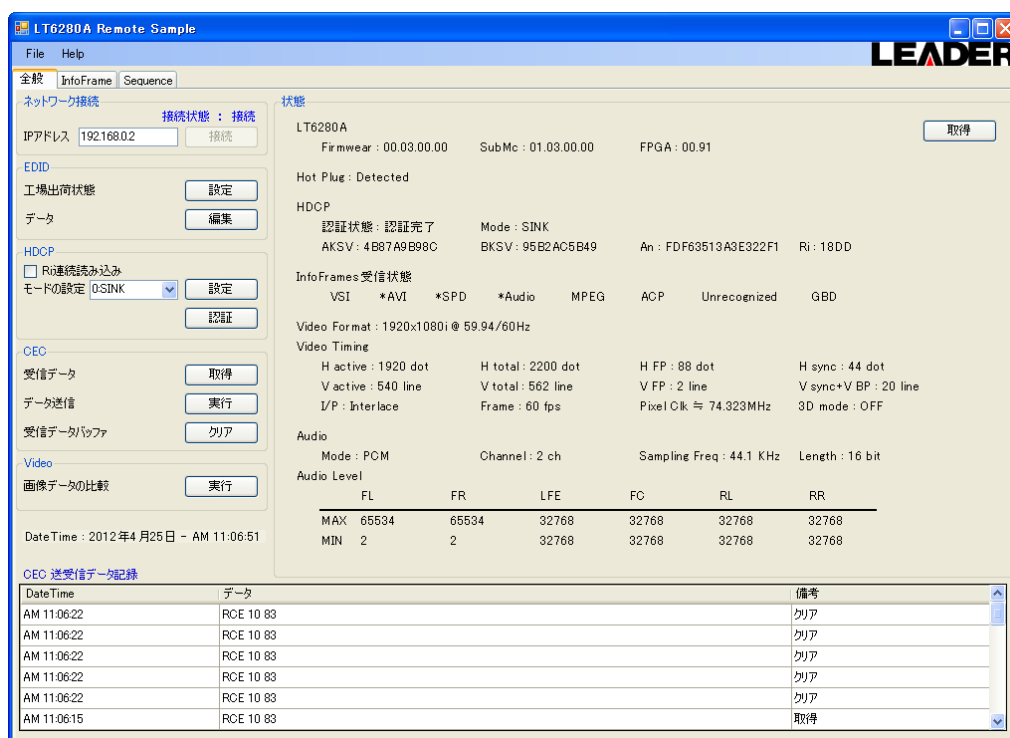 LT6280A Remote Sample
File Help
LEADER
全般 InfoFrame Sequence
ネットワーク接続
接続状態 : 接続
IPアドレス 192.168.0.2 接続
EDID
工場出荷状態 設定
データ 編集
HDCP
Ri連続読み込み
モードの設定 0:SINK 設定
認証
CEC
受信データ 取得
データ送信 実行
受信データバッファ クリア
Video
画像データの比較 実行
DateTime : 2012年4月25日 - AM 11:06:51
状態
LT6280A 取得
Firmwear : 00.03.00.00 SubMc : 01.03.00.00 FPGA : 00.91
Hot Plug : Detected
HDCP
認証状態 : 認証完了 Mode : SINK
AKSV : 4B87A9B98C BKSV : 95B2AC5B49 An : FDF63513A3E322F1 Ri : 18DD
InfoFrames受信状態
VSI *AVI *SPD *Audio MPEG ACP Unrecognized GBD
Video Format : 1920x1080i @ 59.94/60Hz
Video Timing
H active : 1920 dot H total : 2200 dot H FP : 88 dot H sync : 44 dot
V active : 540 line V total : 562 line V FP : 2 line V sync+V BP : 20 line
I/P : Interlace Frame : 60 fps Pixel Clk ≒ 74.323MHz 3D mode : OFF
Audio
Mode : PCM Channel : 2 ch Sampling Freq : 44.1 KHz Length : 16 bit
Audio Level
FL FR LFE FC RL RR
MAX 65534 65534 32768 32768 32768 32768
MIN 2 2 32768 32768 32768 32768
CEC 送受信データ記録
DateTime データ 備考
AM 11:06:22 RCE 10 83 クリア
AM 11:06:22 RCE 10 83 クリア
AM 11:06:22 RCE 10 83 クリア
AM 11:06:22 RCE 10 83 クリア
AM 11:06:22 RCE 10 83 クリア
AM 11:06:15 RCE 10 83 取得